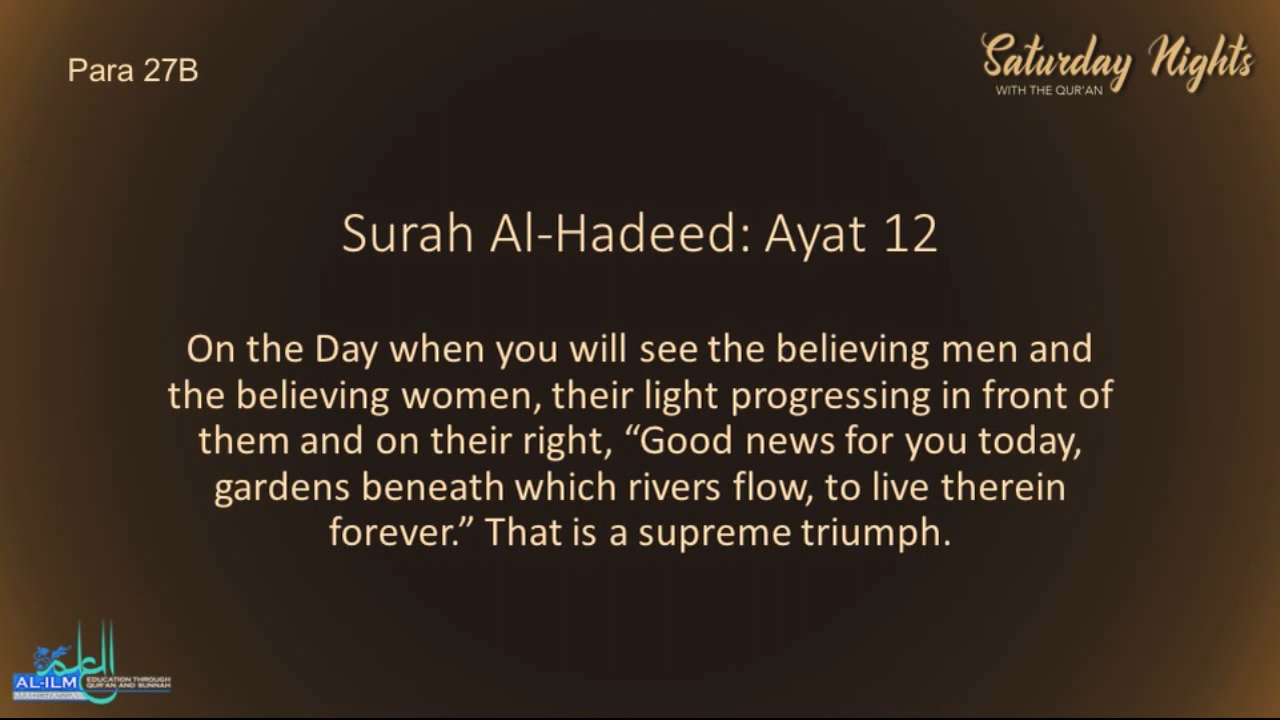 Para 27B
Saturday Nights
WITH THE QUR'AN
Surah Al-Hadeed: Ayat 12
On the Day when you will see the believing men and
the believing women, their light progressing in front of
them and on their right, “Good news for you today,
gardens beneath which rivers flow, to live therein
forever.” That is a supreme triumph.
العلم
AL-ILM
EDUCATION THROUGH
QUR'AN AND SUNNAH